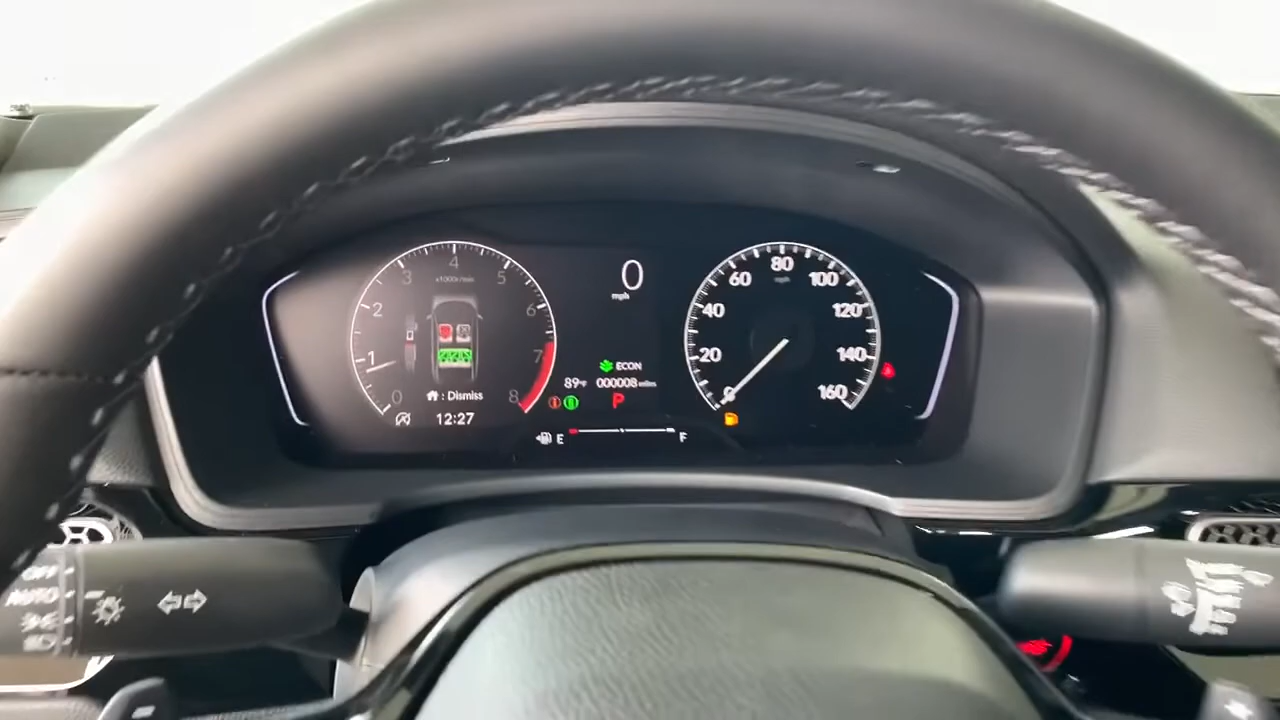 0
mph
0 1 2 3 4 5 6 7 8
x1000r/min
: Dismiss
12:27
ECON
89°F 000008 miles
P
E F
0 20 40 60 80 100 120 140 160
mph
OFF
AUTO